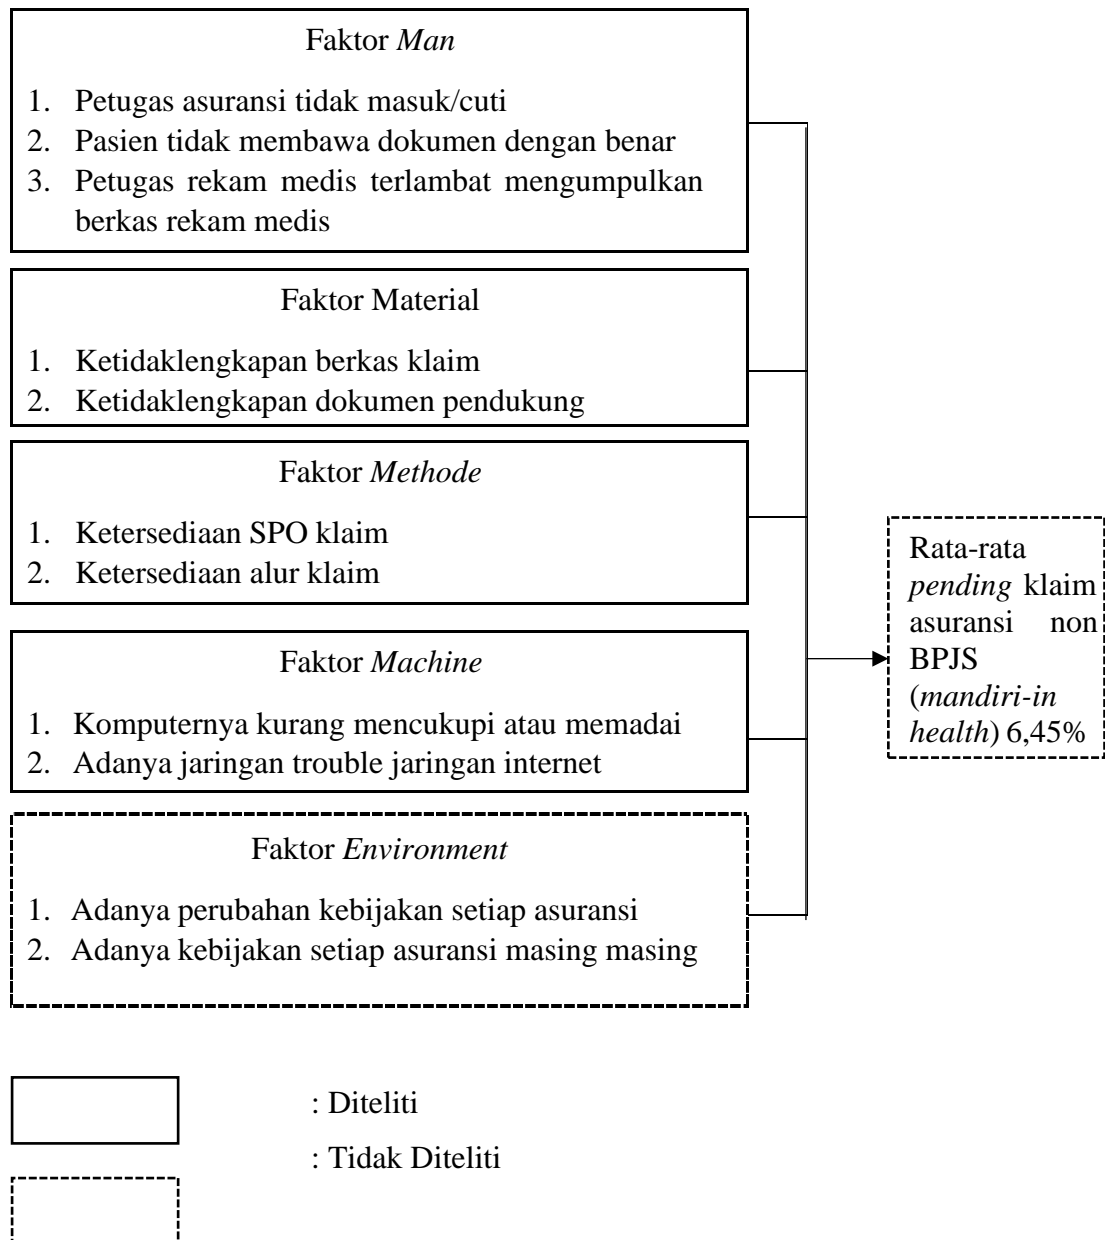 Faktor Man
1. Petugas asuransi tidak masuk/cuti
2. Pasien tidak membawa dokumen dengan benar
3. Petugas rekam medis terlambat mengumpulkan
berkas rekam medis
Faktor Material
1. Ketidaklengkapan berkas klaim
2. Ketidaklengkapan dokumen pendukung
Faktor Methode
1. Ketersediaan SPO klaim
2. Ketersediaan alur klaim
Faktor Machine
1. Komputernya kurang mencukupi atau memadai
2. Adanya jaringan trouble jaringan internet
Faktor Environment
1. Adanya perubahan kebijakan setiap asuransi
2. Adanya kebijakan setiap asuransi masing masing
Rata-rata
pending klaim
asuransi non
BPJS
(mandiri-in
health) 6,45%
: Diteliti
: Tidak Diteliti